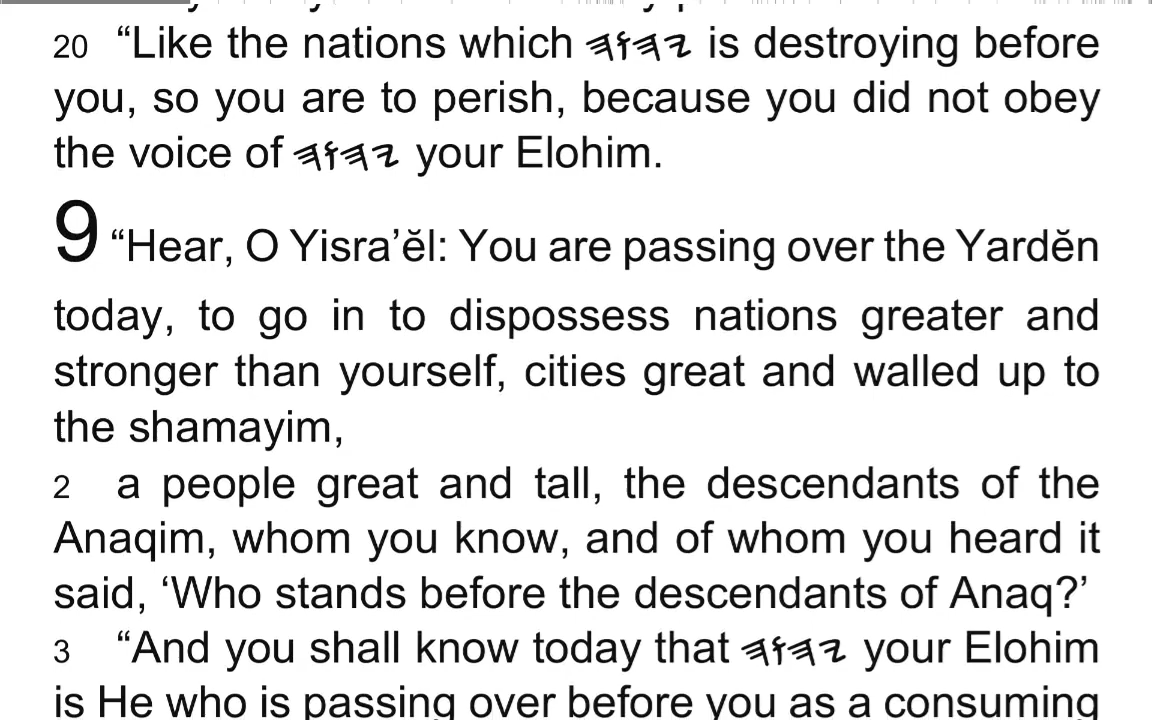 20 “Like the nations which 𐤉𐤄𐤅𐤄 is destroying before
you, so you are to perish, because you did not obey
the voice of 𐤉𐤄𐤅𐤄 your Elohim.
9 “Hear, O Yisra’ĕl: You are passing over the Yardĕn
today, to go in to dispossess nations greater and
stronger than yourself, cities great and walled up to
the shamayim,
2 a people great and tall, the descendants of the
Anaqim, whom you know, and of whom you heard it
said, ‘Who stands before the descendants of Anaq?’
3 “And you shall know today that 𐤉𐤄𐤅𐤄 your Elohim
is He who is passing over before you as a consuming